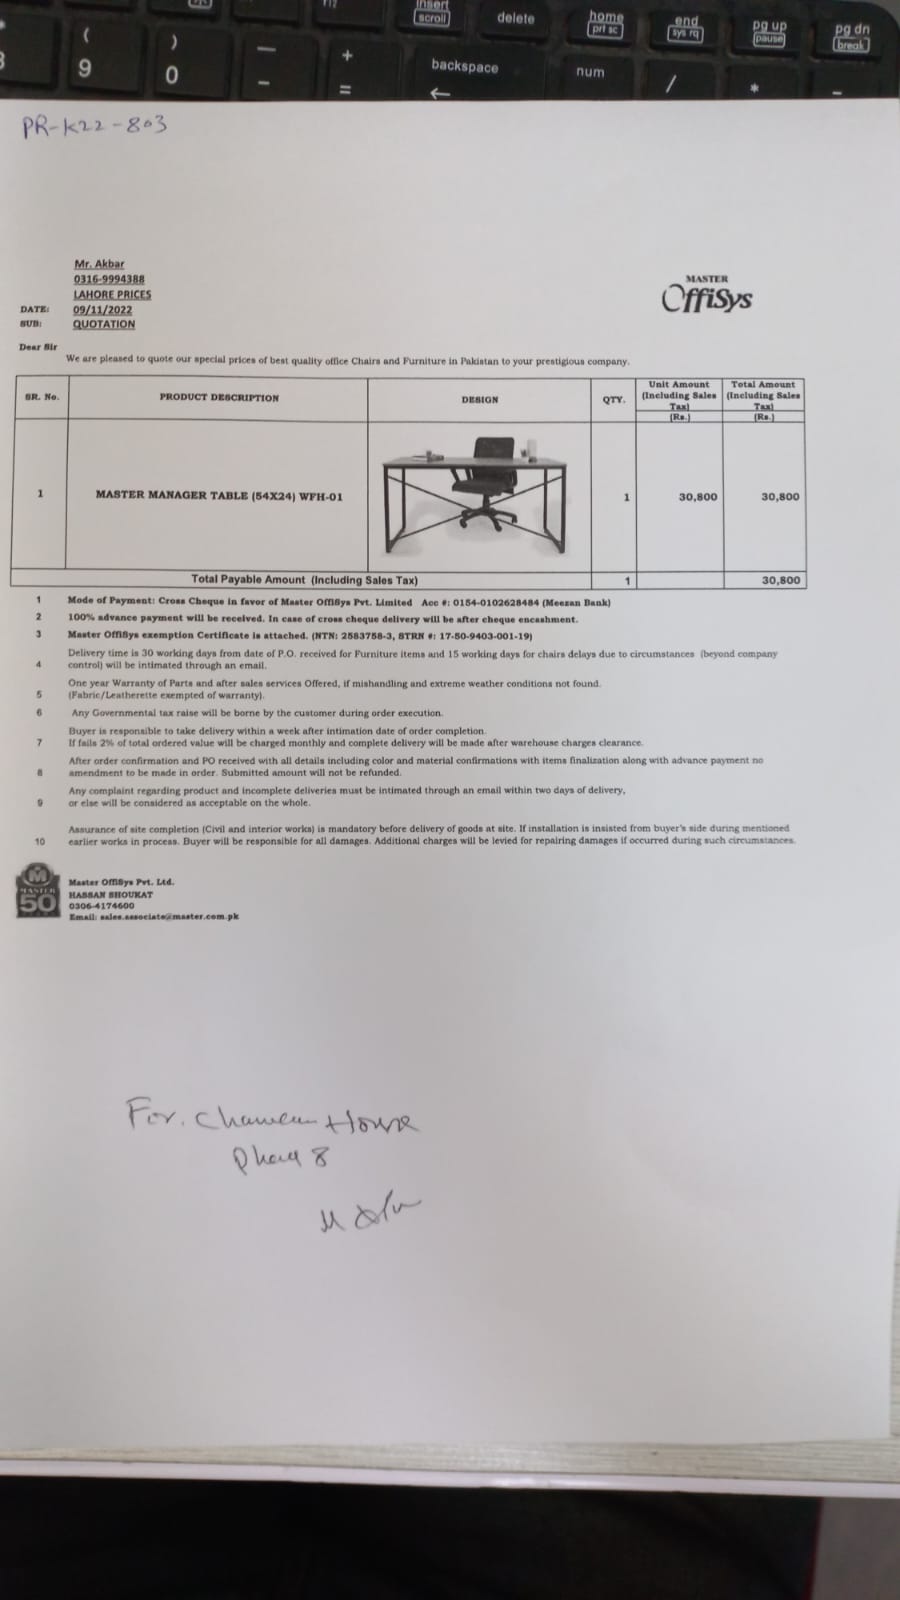 insert
scroll
delete
home
prt sc
end
sys rq
pg up
pause
pg dn
break
( 9
) 0
— -
+ =
backspace
←
num
/
*
-
PR-K22-803
Mr. Akbar
0316-9994388
LAHORE PRICES
DATE: 09/11/2022
SUB: QUOTATION
MASTER
OffiSys
Dear Sir
We are pleased to quote our special prices of best quality office Chairs and Furniture in Pakistan to your prestigious company.
SR. No. PRODUCT DESCRIPTION DESIGN QTY. Unit Amount (Including Sales Tax) (Rs.) Total Amount (Including Sales Tax) (Rs.)
1 MASTER MANAGER TABLE (54X24) WFH-01 1 30,800 30,800
Total Payable Amount (Including Sales Tax) 1 30,800
1 Mode of Payment: Cross Cheque in favor of Master OffiSys Pvt. Limited Acc #: 0154-0102628484 (Meezan Bank)
2 100% advance payment will be received. In case of cross cheque delivery will be after cheque encashment.
3 Master OffiSys exemption Certificate is attached. (NTN: 2583758-3, STRN #: 17-50-9403-001-19)
Delivery time is 30 working days from date of P.O. received for Furniture items and 15 working days for chairs delays due to circumstances (beyond company
4 control) will be intimated through an email.
One year Warranty of Parts and after sales services Offered, if mishandling and extreme weather conditions not found.
5 (Fabric/Leatherette exempted of warranty).
6 Any Governmental tax raise will be borne by the customer during order execution.
Buyer is responsible to take delivery within a week after intimation date of order completion.
7 If fails 2% of total ordered value will be charged monthly and complete delivery will be made after warehouse charges clearance.
After order confirmation and PO received with all details including color and material confirmations with items finalization along with advance payment no
8 amendment to be made in order. Submitted amount will not be refunded.
Any complaint regarding product and incomplete deliveries must be intimated through an email within two days of delivery,
9 or else will be considered as acceptable on the whole.
Assurance of site completion (Civil and interior works) is mandatory before delivery of goods at site. If installation is insisted from buyer's side during mentioned
10 earlier works in process. Buyer will be responsible for all damages. Additional charges will be levied for repairing damages if occurred during such circumstances.
MASTER
50
Master OffiSys Pvt. Ltd.
HASSAN SHOUKAT
0306-4174600
Email: sales.associate@master.com.pk
For. House
Phase 8